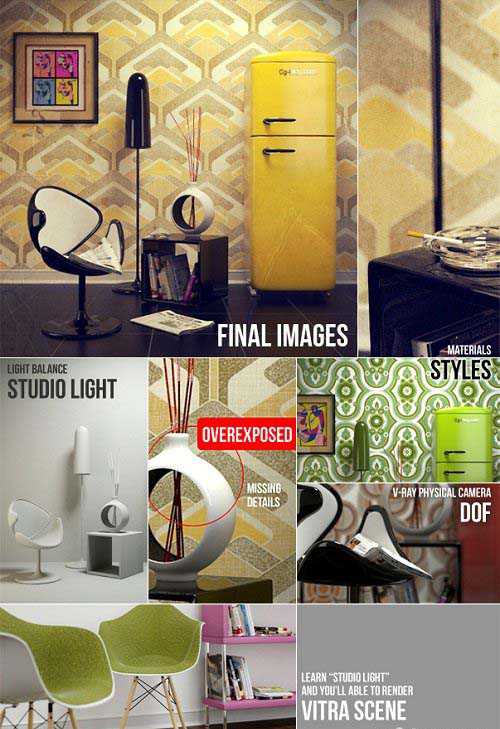 FINAL IMAGES
MATERIALS
STYLES
LIGHT BALANCE
STUDIO LIGHT
OVEREXPOSED
MISSING
DETAILS
V-RAY PHYSICAL CAMERA
DOF
LEARN “STUDIO LIGHT”
AND YOU'LL ABLE TO RENDER
VITRA SCENE